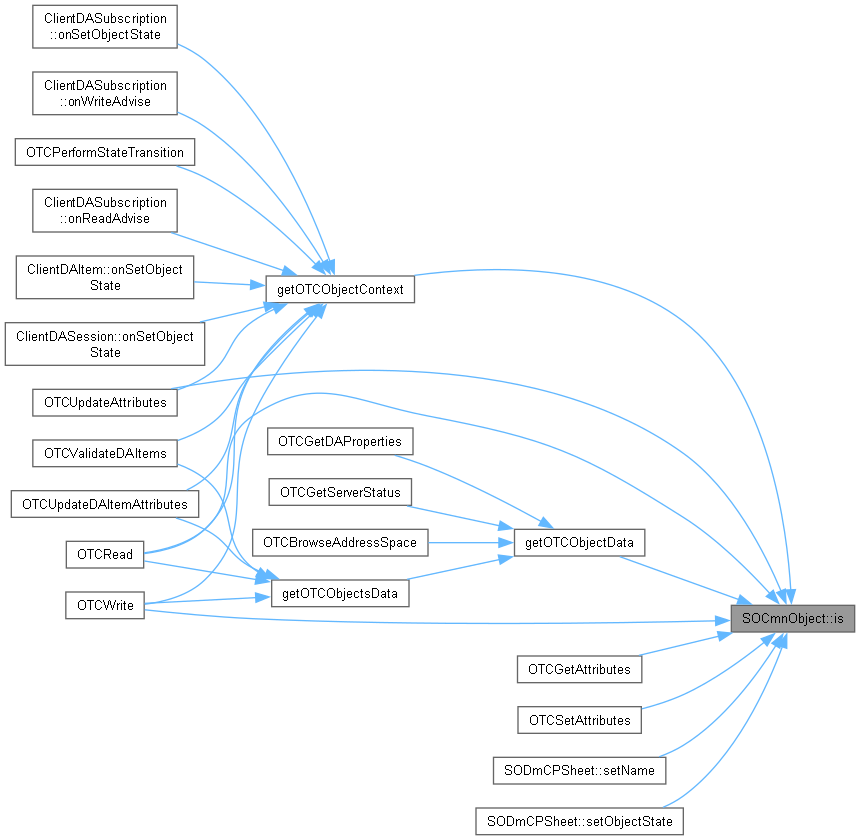 ClientDASubscription
::onSetObjectState
ClientDASubscription
::onWriteAdvise
OTCPerformStateTransition
ClientDASubscription
::onReadAdvise
ClientDAItem::onSetObject
State
getOTCObjectContext
ClientDASession::onSetObject
State
OTCUpdateAttributes
OTCGetDAProperties
OTCValidateDAItems
OTCGetServerStatus
OTCUpdateDAItemAttributes
OTCBrowseAddressSpace
getOTCObjectData
OTCRead
getOTCObjectsData
OTCWrite
SOCmnObject::is
OTCGetAttributes
OTCSetAttributes
SODmCPSheet::setName
SODmCPSheet::setObjectState